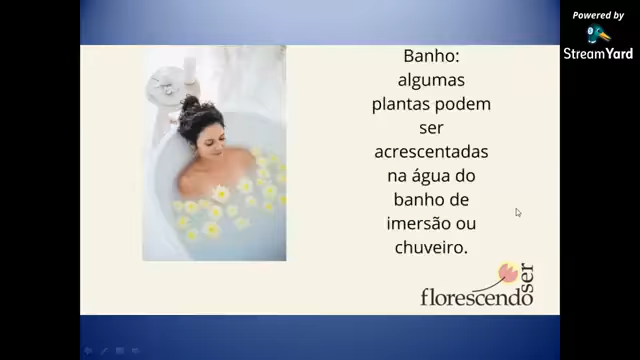 Powered by
StreamYard
Banho:
algumas
plantas podem
ser
acrescentadas
na água do
banho de
imersão ou
chuveiro.
florescendo
ser